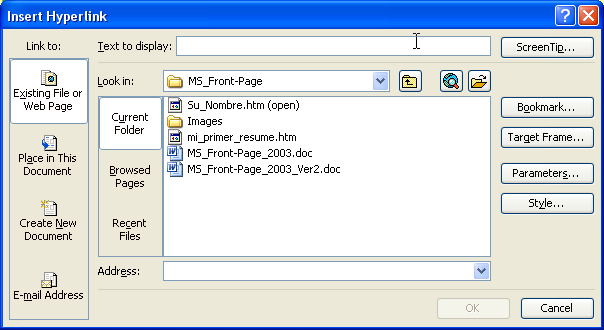 Insert Hyperlink
Link to:
Text to display:
ScreenTip...
Existing File or
Web Page
Look in:
MS_Front-Page
Current
Folder
Su_Nombre.htm (open)
Images
mi_primer_resume.htm
MS_Front-Page_2003.doc
MS_Front-Page_2003_Ver2.doc
Bookmark...
Target Frame...
Parameters...
Style...
Place in This
Document
Browsed
Pages
Create New
Document
Recent
Files
E-mail Address
Address:
OK
Cancel